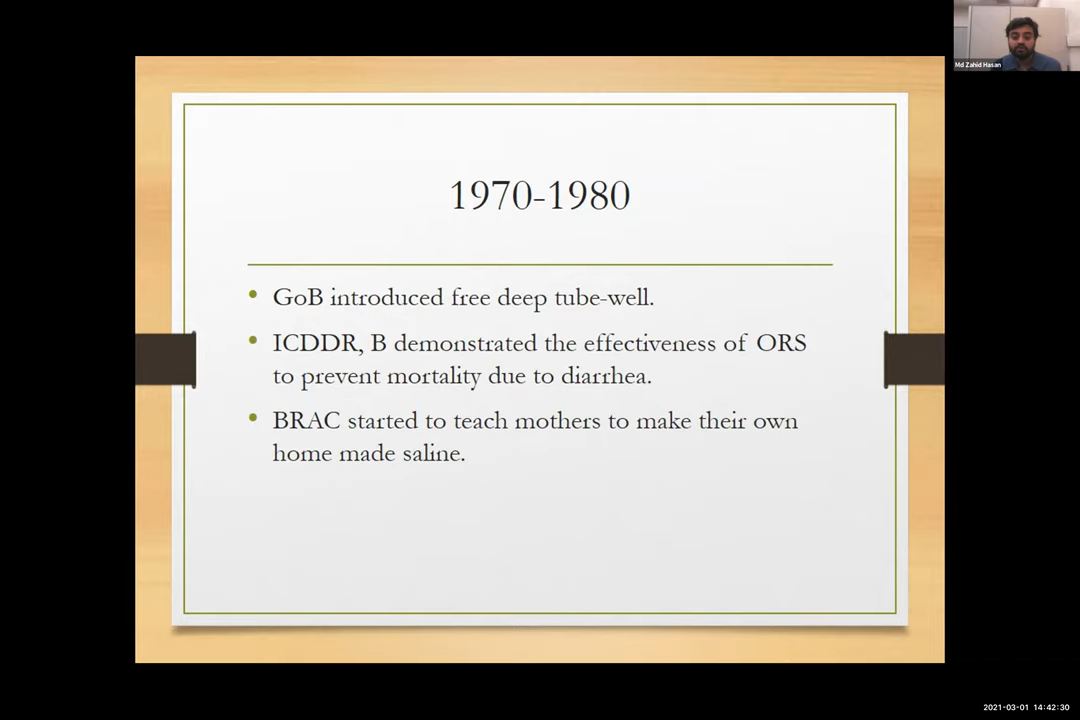 Md Zahid Hasan
1970-1980
• GoB introduced free deep tube-well.
• ICDDR, B demonstrated the effectiveness of ORS
to prevent mortality due to diarrhea.
• BRAC started to teach mothers to make their own
home made saline.
2021-03-01 14:42:30